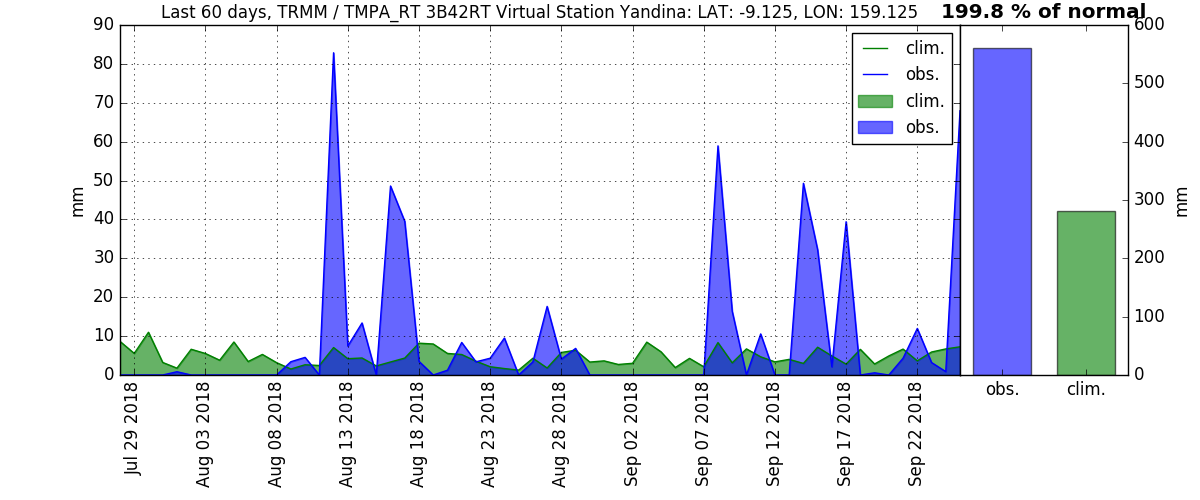 Last 60 days, TRMM / TMPA_RT 3B42RT Virtual Station Yandina: LAT: -9.125, LON: 159.125
199.8 % of normal
90
80
70
60
50
40
30
20
10
0
mm
clim.
obs.
clim.
obs.
600
500
400
300
200
100
0
mm
obs.
clim.
Jul 29 2018
Aug 03 2018
Aug 08 2018
Aug 13 2018
Aug 18 2018
Aug 23 2018
Aug 28 2018
Sep 02 2018
Sep 07 2018
Sep 12 2018
Sep 17 2018
Sep 22 2018